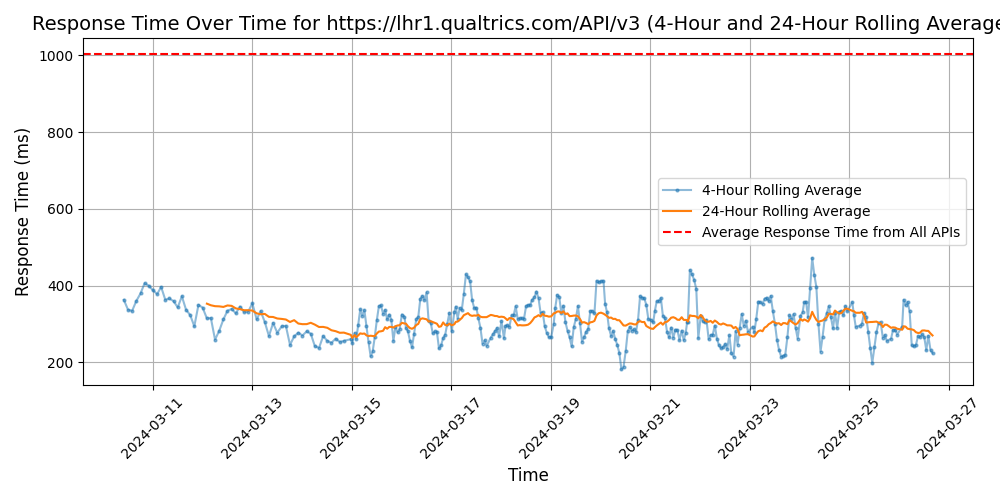 Response Time Over Time for https://lhr1.qualtrics.com/API/v3 (4-Hour and 24-Hour Rolling Average
Response Time (ms)
1000
800
600
400
200
4-Hour Rolling Average
24-Hour Rolling Average
Average Response Time from All APIs
2024-03-11
2024-03-13
2024-03-15
2024-03-17
2024-03-19
2024-03-21
2024-03-23
2024-03-25
2024-03-27
Time